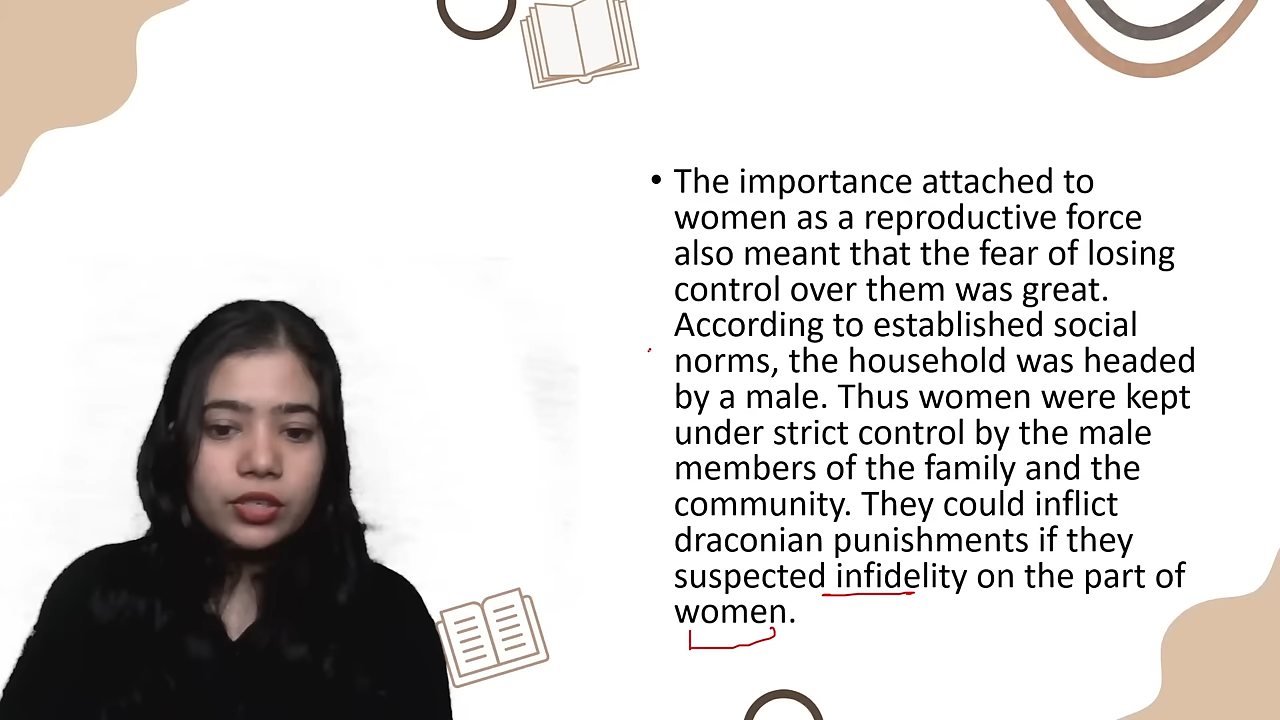 • The importance attached to
women as a reproductive force
also meant that the fear of losing
control over them was great.
According to established social
norms, the household was headed
by a male. Thus women were kept
under strict control by the male
members of the family and the
community. They could inflict
draconian punishments if they
suspected infidelity on the part of
women.